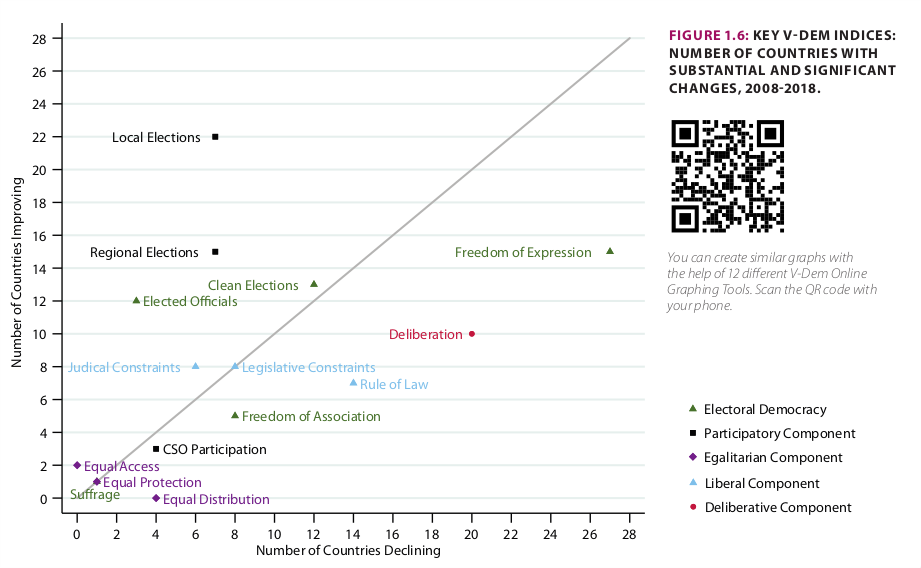 FIGURE 1.6: KEY V-DEM INDICES:
NUMBER OF COUNTRIES WITH
SUBSTANTIAL AND SIGNIFICANT
CHANGES, 2008-2018.
You can create similar graphs with
the help of 12 different V-Dem Online
Graphing Tools. Scan the QR code with
your phone.
Number of Countries Improving
28
26
24
22
20
18
16
14
12
10
8
6
4
2
0
Local Elections
Regional Elections
Freedom of Expression
Clean Elections
Elected Officials
Deliberation
Judical Constraints
Legislative Constraints
Rule of Law
Freedom of Association
CSO Participation
Equal Access
Equal Protection
Suffrage
Equal Distribution
0 2 4 6 8 10 12 14 16 18 20 22 24 26 28
Number of Countries Declining
Electoral Democracy
Participatory Component
Egalitarian Component
Liberal Component
Deliberative Component